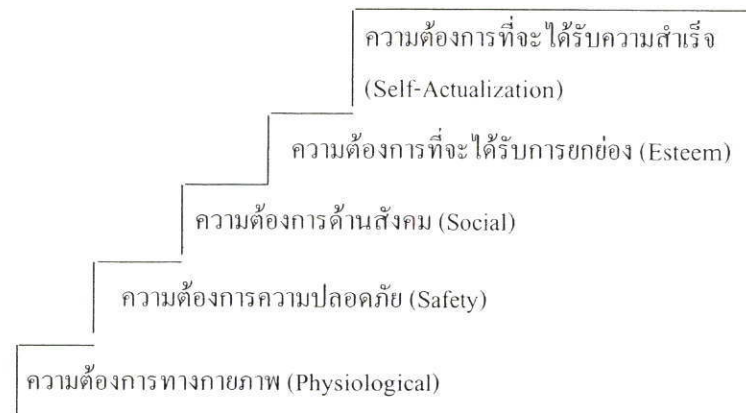 ความต้องการที่จะได้รับความสำเร็จ
(Self-Actualization)
ความต้องการที่จะได้รับการยกย่อง (Esteem)
ความต้องการด้านสังคม (Social)
ความต้องการความปลอดภัย (Safety)
ความต้องการทางกายภาพ (Physiological)